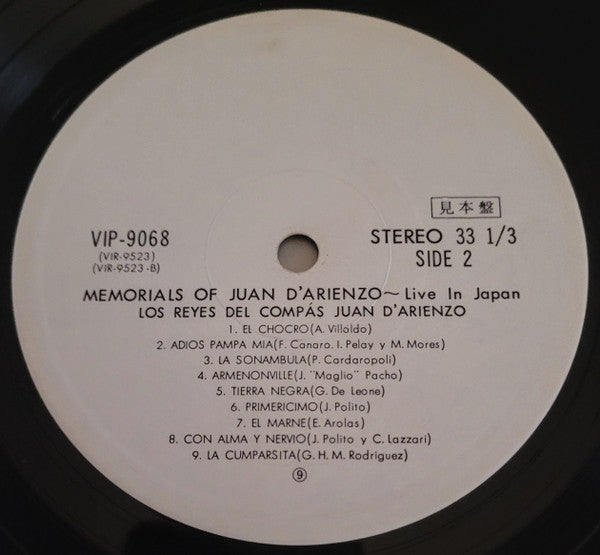 見本盤
VIP-9068
(VIR-9523)
(VIR-9523-B)
STEREO 33 1/3
SIDE 2
MEMORIALS OF JUAN D'ARIENZO~Live In Japan
LOS REYES DEL COMPÁS JUAN D'ARIENZO
1. EL CHOCRO(A. Villoldo)
2. ADIOS PAMPA MIA(F. Canaro. I. Pelay y M. Mores)
3. LA SONAMBULA(P. Cardaropoli)
4. ARMENONVILLE(J. "Maglio" Pacho)
5. TIERRA NEGRA(G. De Leone)
6. PRIMERICIMO(J. Polito)
7. EL MARNE(E. Arolas)
8. CON ALMA Y NERVIO(J. Polito y C. Lazzari)
9. LA CUMPARSITA(G. H. M. Rodriguez)
⑨